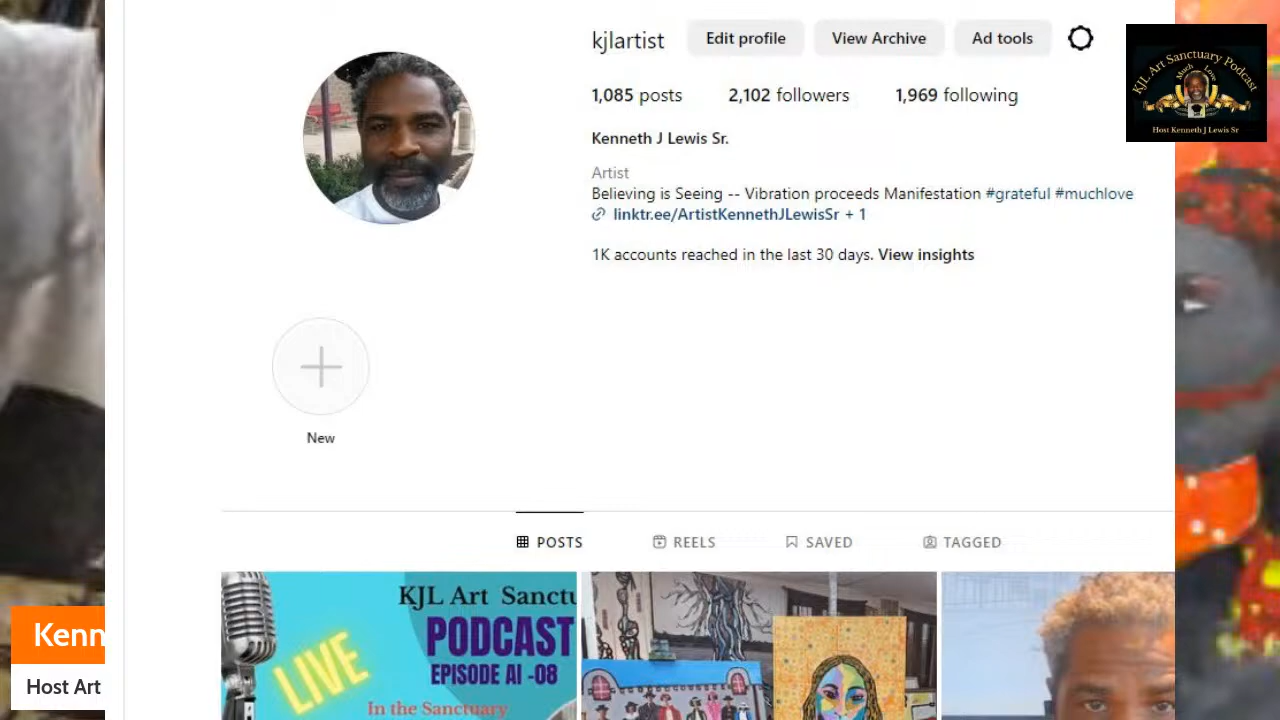 kjlartist Edit profile View Archive Ad tools
1,085 posts 2,102 followers 1,969 following
Kenneth J Lewis Sr.
Artist
Believing is Seeing -- Vibration proceeds Manifestation #grateful #muchlove
linktr.ee/ArtistKennethJLewisSr + 1
1K accounts reached in the last 30 days. View insights
New
POSTS REELS SAVED TAGGED
KJL Art Sanctu
PODCAST
EPISODE AI -08
LIVE
In the Sanctuary
KJL Art Sanctuary Podcast
Much Love
Host Kenneth J Lewis Sr
Kenn
Host Art